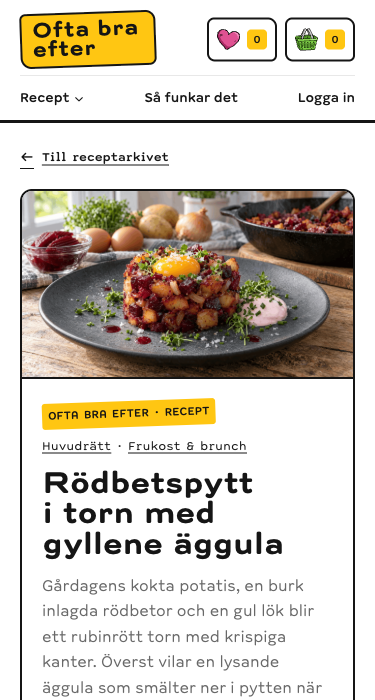 Ofta bra
efter
0
0
Recept
Så funkar det
Logga in
← Till receptarkivet
OFTA BRA EFTER · RECEPT
Huvudrätt · Frukost & brunch
Rödbetspytt
i torn med
gyllene äggula
Gårdagens kokta potatis, en burk
inlagda rödbetor och en gul lök blir
ett rubinrött torn med krispiga
kanter. Överst vilar en lysande
äggula som smälter ner i pytten när